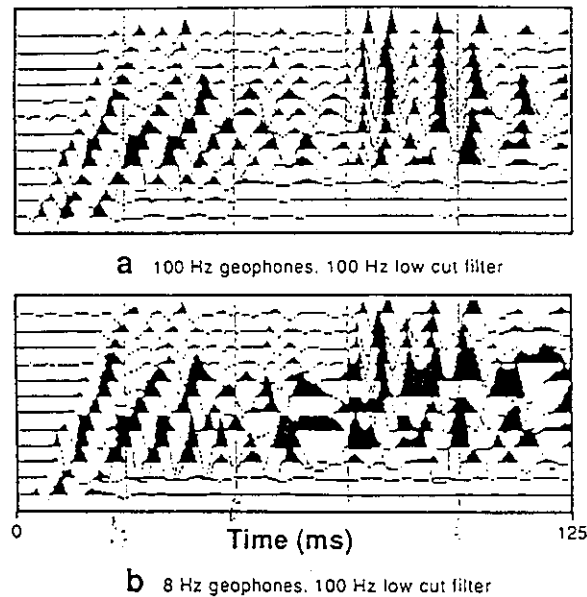 a 100 Hz geophones. 100 Hz low cut filter
0 125
Time (ms)
b 8 Hz geophones. 100 Hz low cut filter